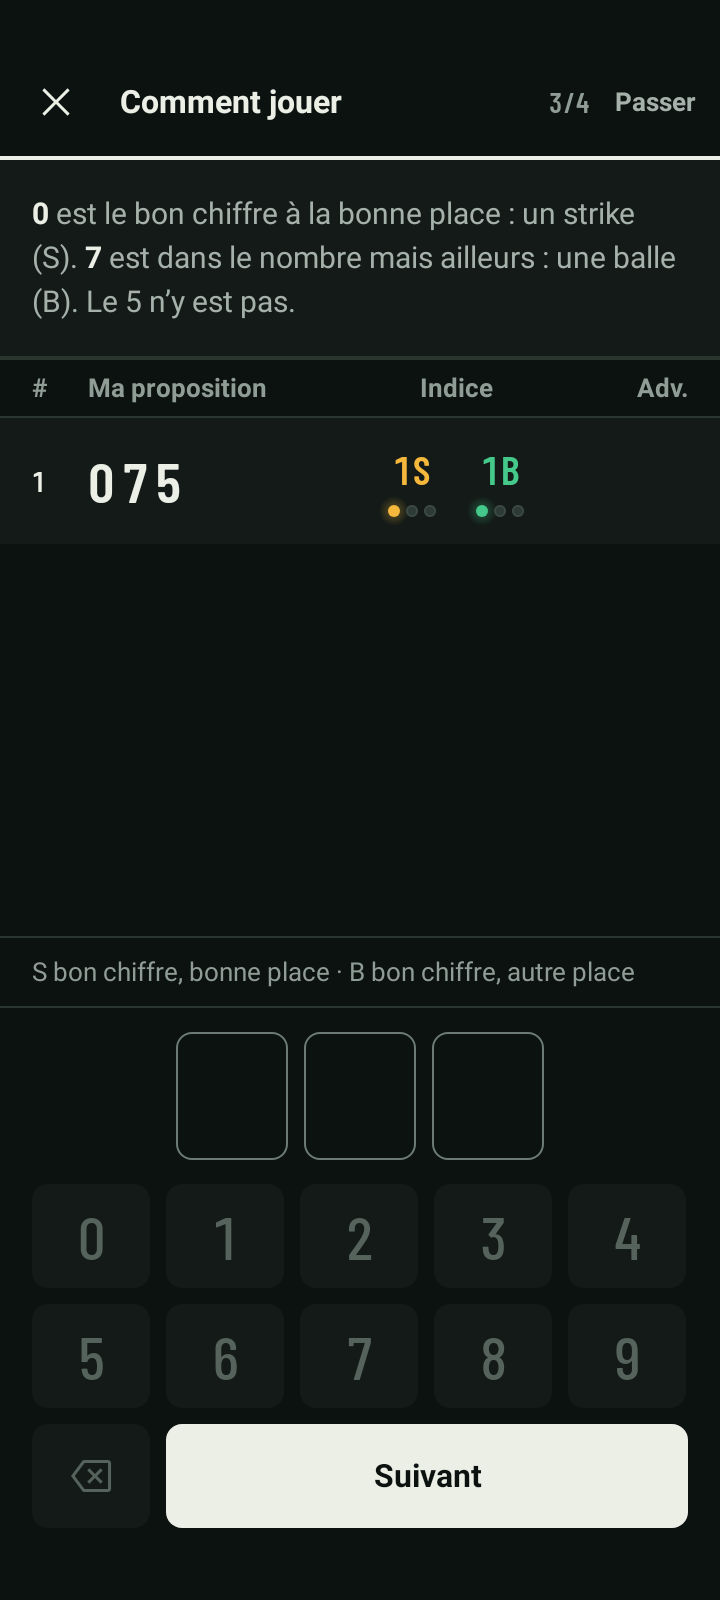 Comment jouer 3/4 Passer
0 est le bon chiffre à la bonne place : un strike
(S). 7 est dans le nombre mais ailleurs : une balle
(B). Le 5 n’y est pas.
# Ma proposition Indice Adv.
1 075 1S 1B
S bon chiffre, bonne place · B bon chiffre, autre place
0 1 2 3 4
5 6 7 8 9
Suivant